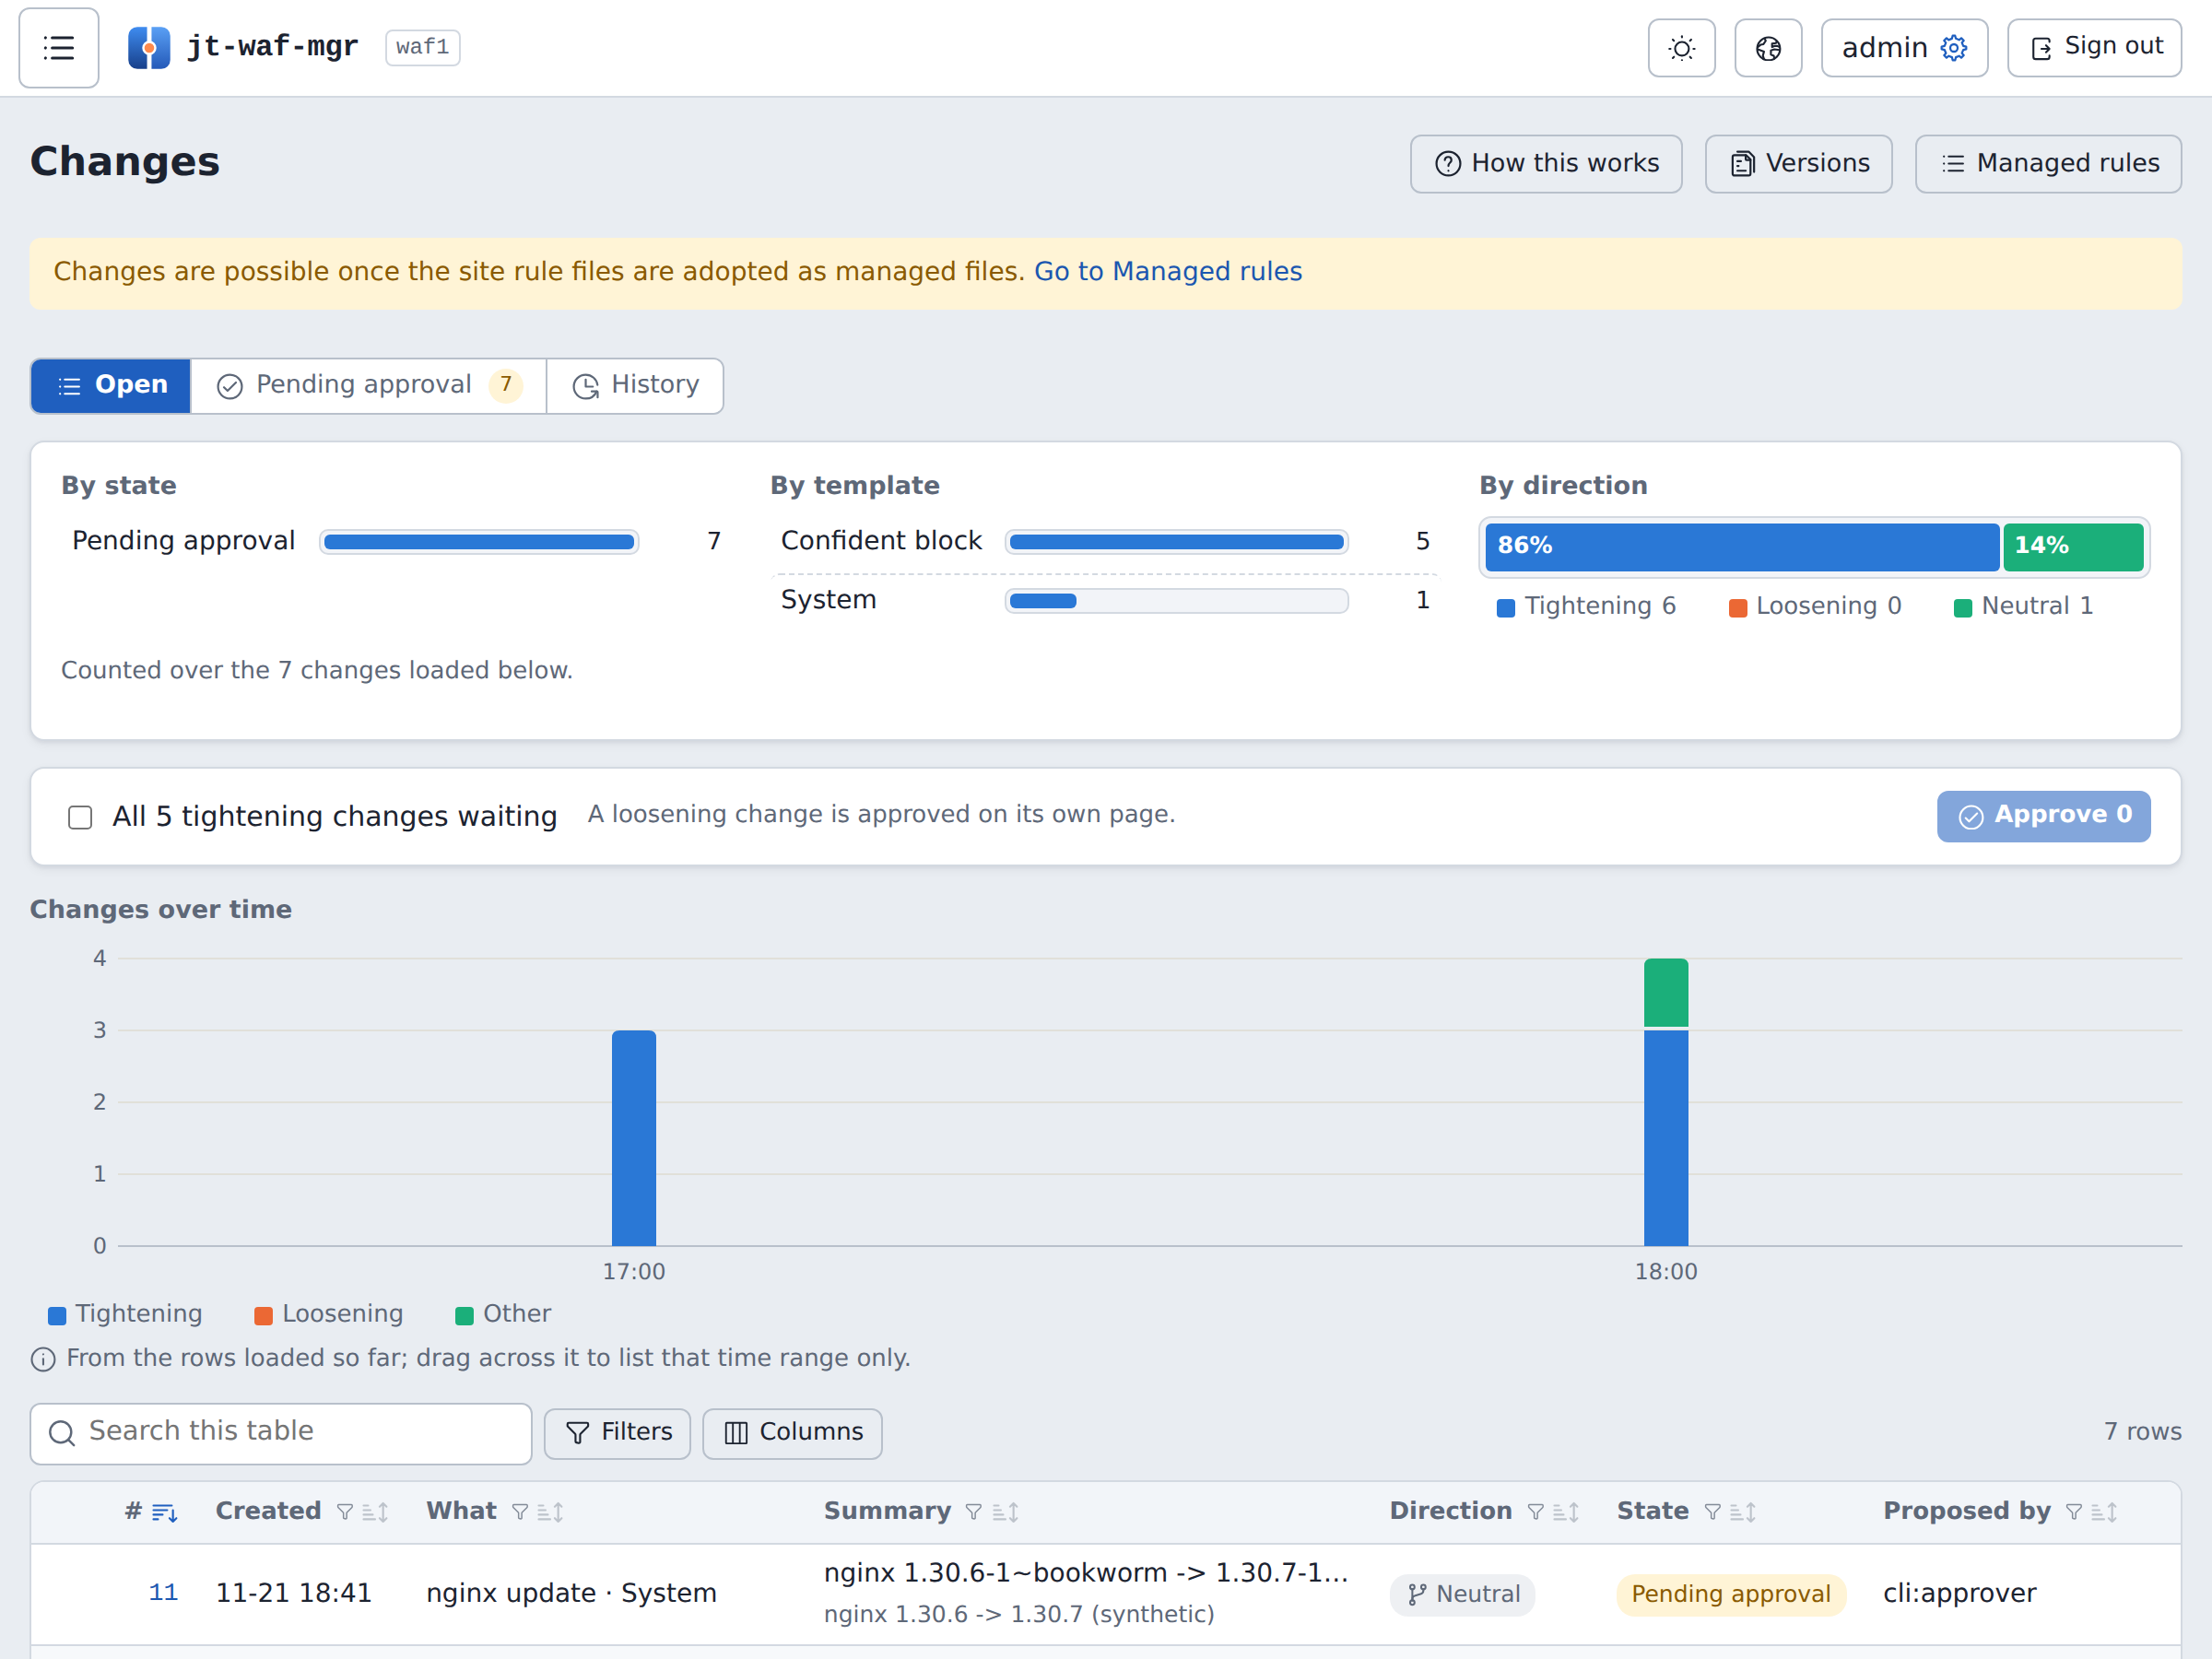 jt-waf-mgr waf1 admin Sign out
Changes How this works Versions Managed rules
Changes are possible once the site rule files are adopted as managed files. Go to Managed rules
Open Pending approval 7 History
By state By template By direction
Pending approval 7 Confident block 5 86% 14%
System 1 Tightening 6 Loosening 0 Neutral 1
Counted over the 7 changes loaded below.
All 5 tightening changes waiting A loosening change is approved on its own page. Approve 0
Changes over time
4
3
2
1
0
17:00 18:00
Tightening Loosening Other
From the rows loaded so far; drag across it to list that time range only.
Search this table Filters Columns 7 rows
# Created What Summary Direction State Proposed by
11 11-21 18:41 nginx update · System nginx 1.30.6-1~bookworm -> 1.30.7-1… Neutral Pending approval cli:approver
nginx 1.30.6 -> 1.30.7 (synthetic)